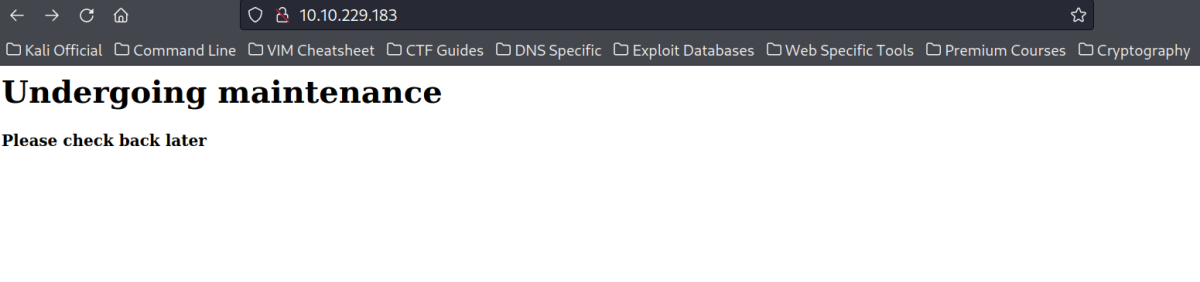 10.10.229.183
Kali Official Command Line VIM Cheatsheet CTF Guides DNS Specific Exploit Databases Web Specific Tools Premium Courses Cryptography
Undergoing maintenance
Please check back later